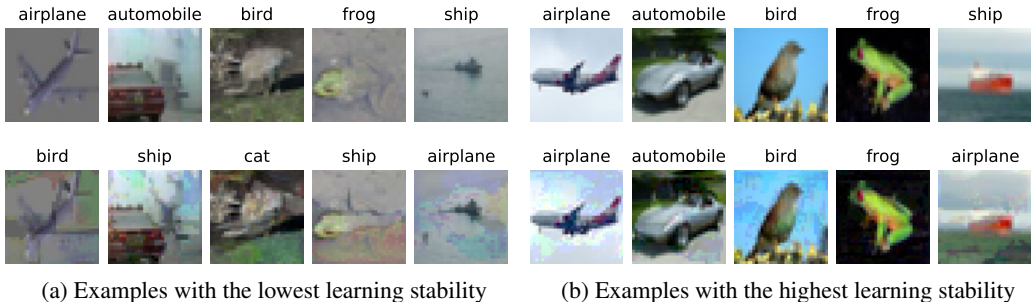 airplane automobile bird frog ship
bird ship cat ship airplane
(a) Examples with the lowest learning stability
airplane automobile bird frog ship
airplane automobile bird frog airplane
(b) Examples with the highest learning stability